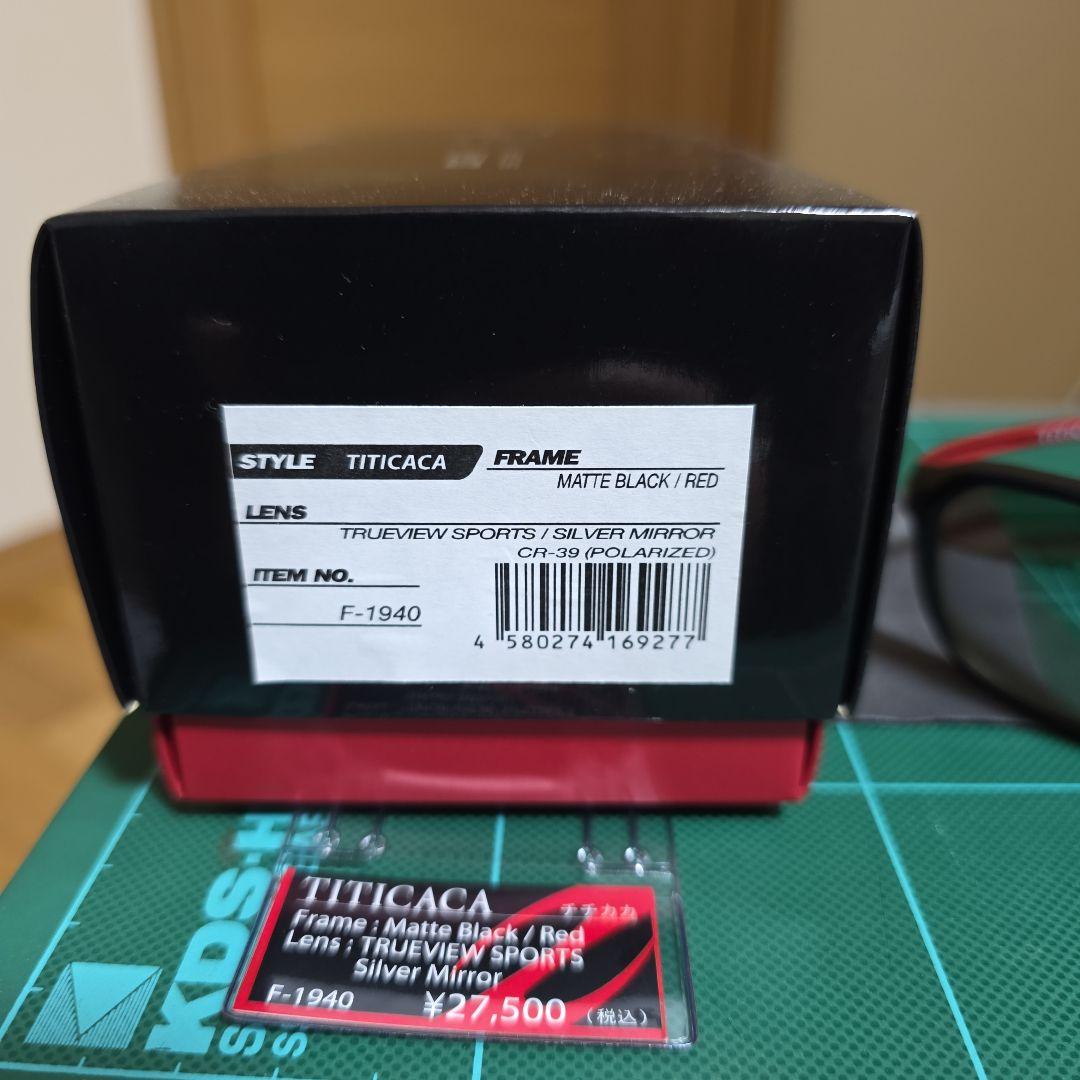 STYLE TITICACA
FRAME
MATTE BLACK / RED
LENS
TRUEVIEW SPORTS / SILVER MIRROR
CR-39 (POLARIZED)
ITEM NO.
F-1940
4 580274 169277
TITICACA
チチカカ
Frame : Matte Black / Red
Lens : TRUEVIEW SPORTS
Silver Mirror
F-1940 ¥27,500 (税込)
KDS-H